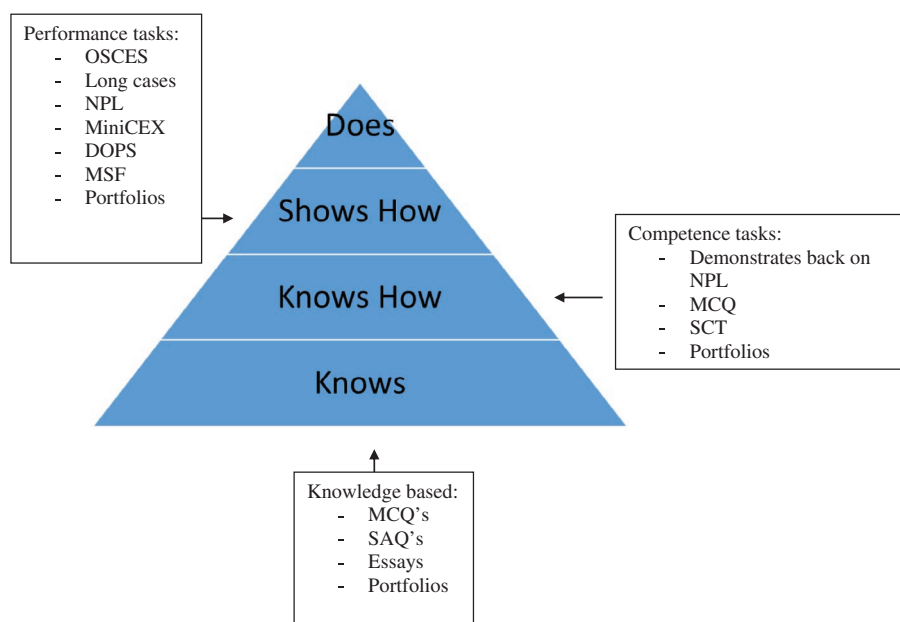 Performance tasks:
- OSCES
- Long cases
- NPL
- MiniCEX
- DOPS
- MSF
- Portfolios
Does
Shows How
Knows How
Knows
Competence tasks:
- Demonstrates back on
NPL
- MCQ
- SCT
- Portfolios
Knowledge based:
- MCQ’s
- SAQ’s
- Essays
- Portfolios